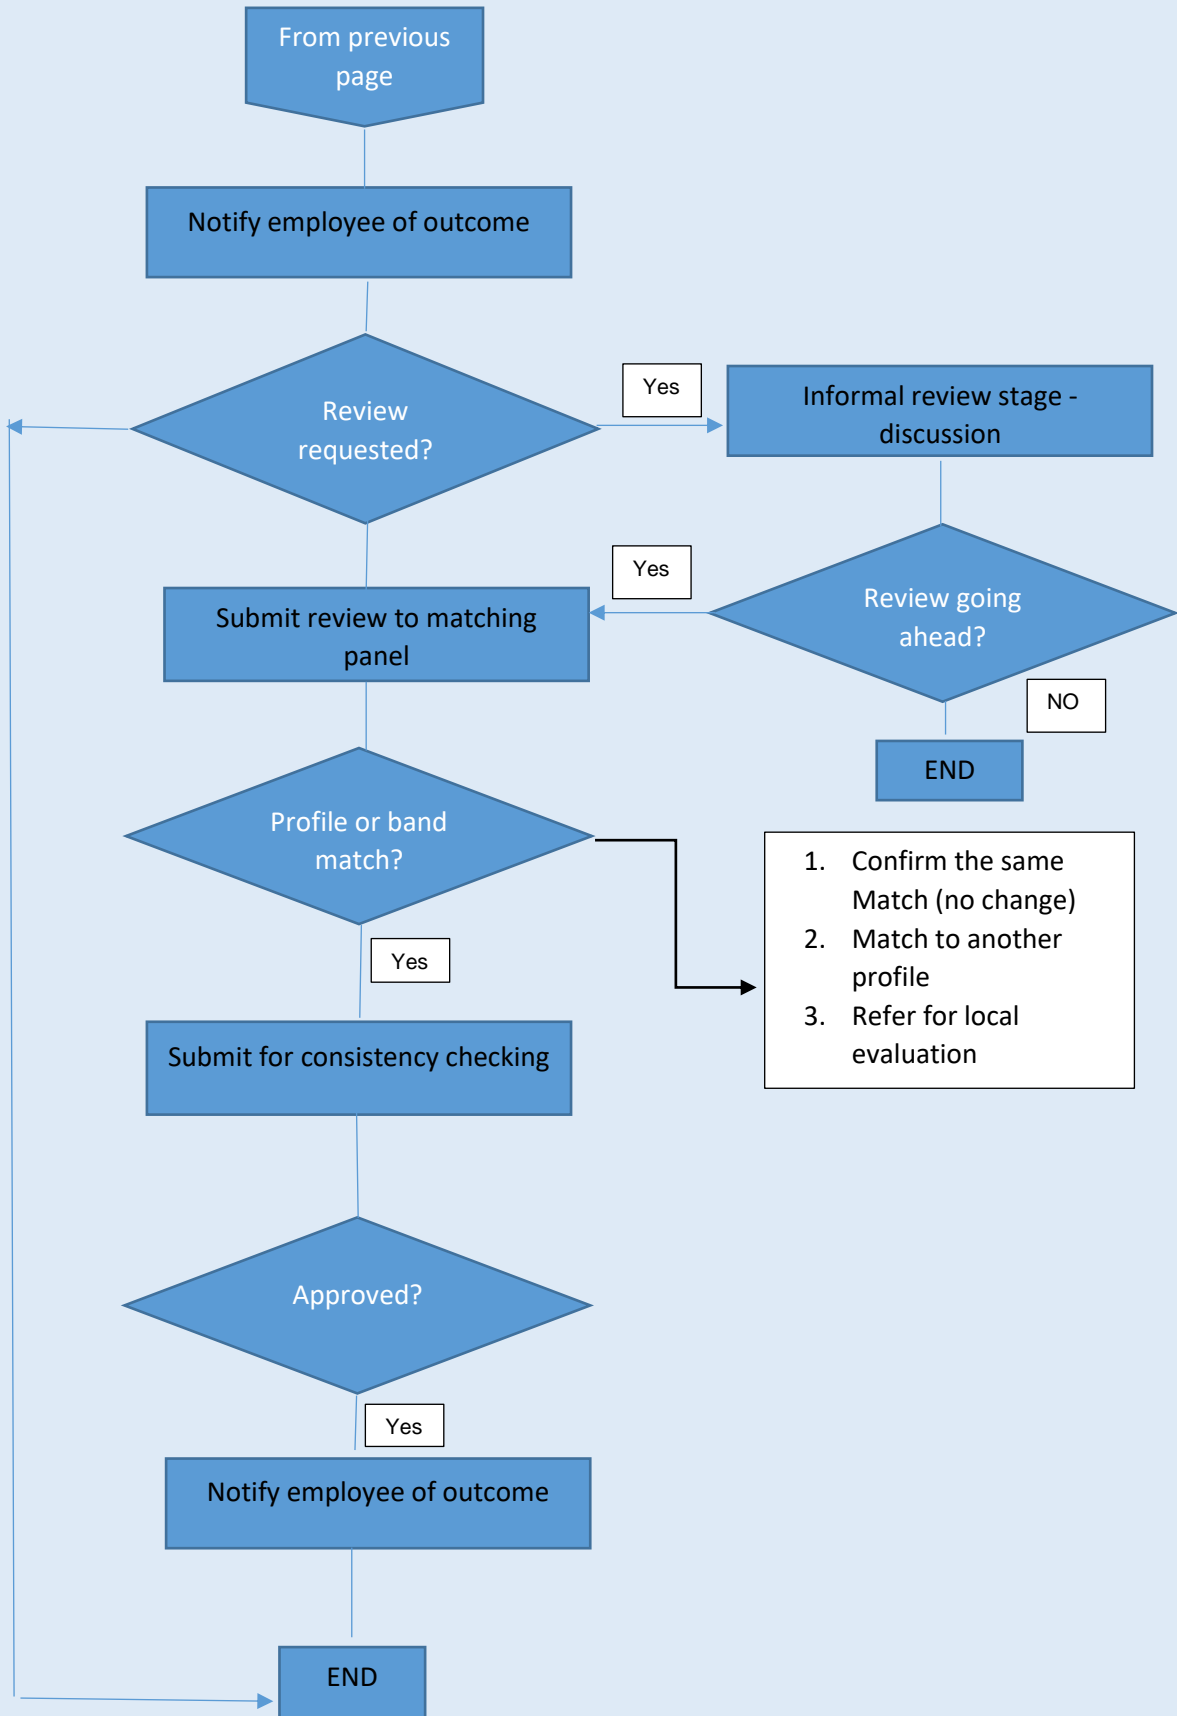 From previous
page
Notify employee of outcome
Review
requested?
Yes
Informal review stage -
discussion
Yes
Review going
ahead?
Submit review to matching
panel
NO
END
Profile or band
match?
1. Confirm the same
Match (no change)
2. Match to another
profile
3. Refer for local
evaluation
Yes
Submit for consistency checking
Approved?
Yes
Notify employee of outcome
END